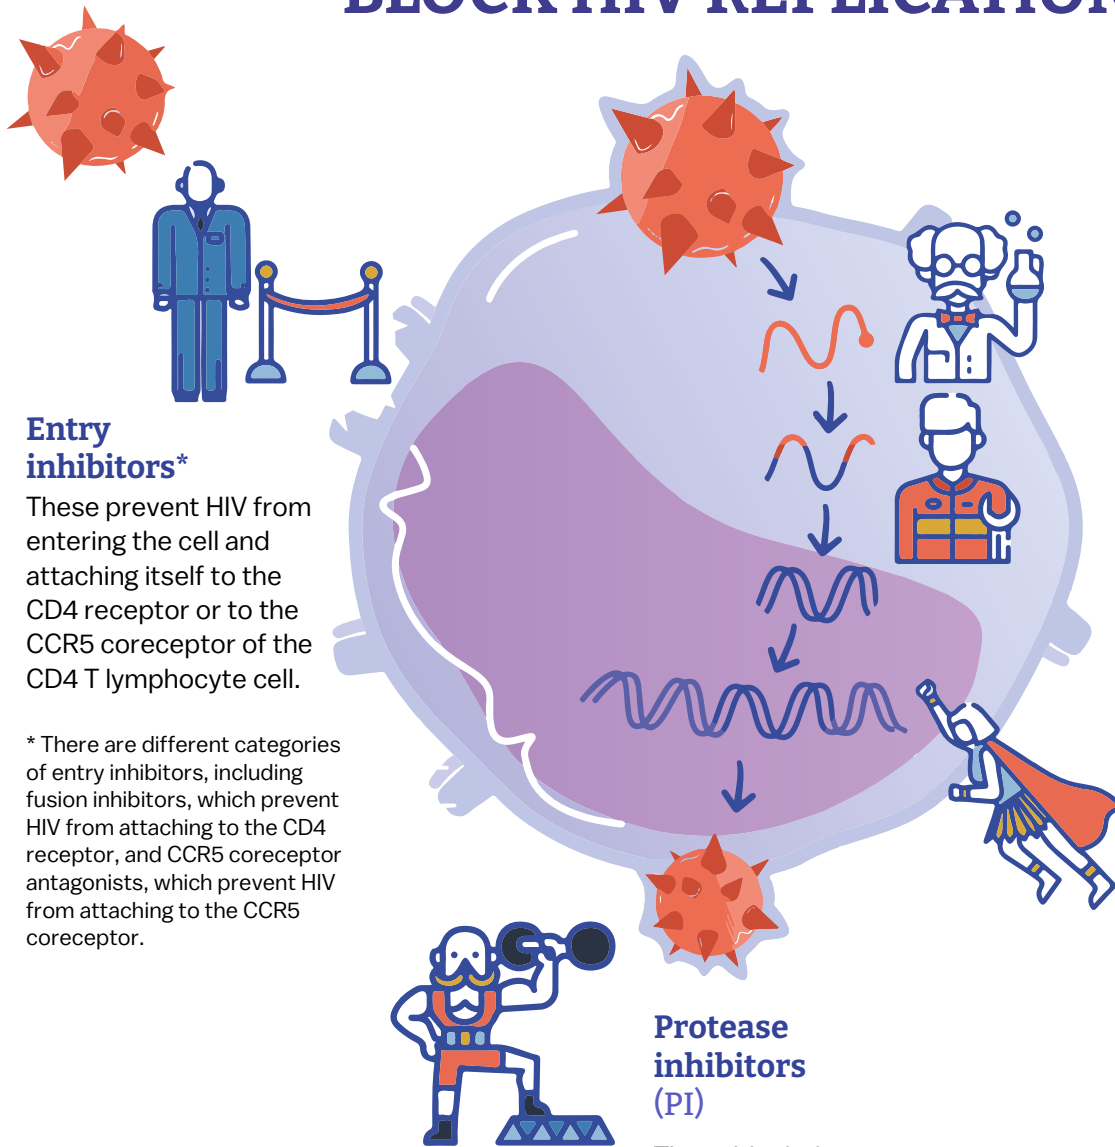 BLOCK HIV REPLICATION
Entry
inhibitors*
These prevent HIV from
entering the cell and
attaching itself to the
CD4 receptor or to the
CCR5 coreceptor of the
CD4 T lymphocyte cell.
* There are different categories
of entry inhibitors, including
fusion inhibitors, which prevent
HIV from attaching to the CD4
receptor, and CCR5 coreceptor
antagonists, which prevent HIV
from attaching to the CCR5
coreceptor.
Protease
inhibitors
(PI)